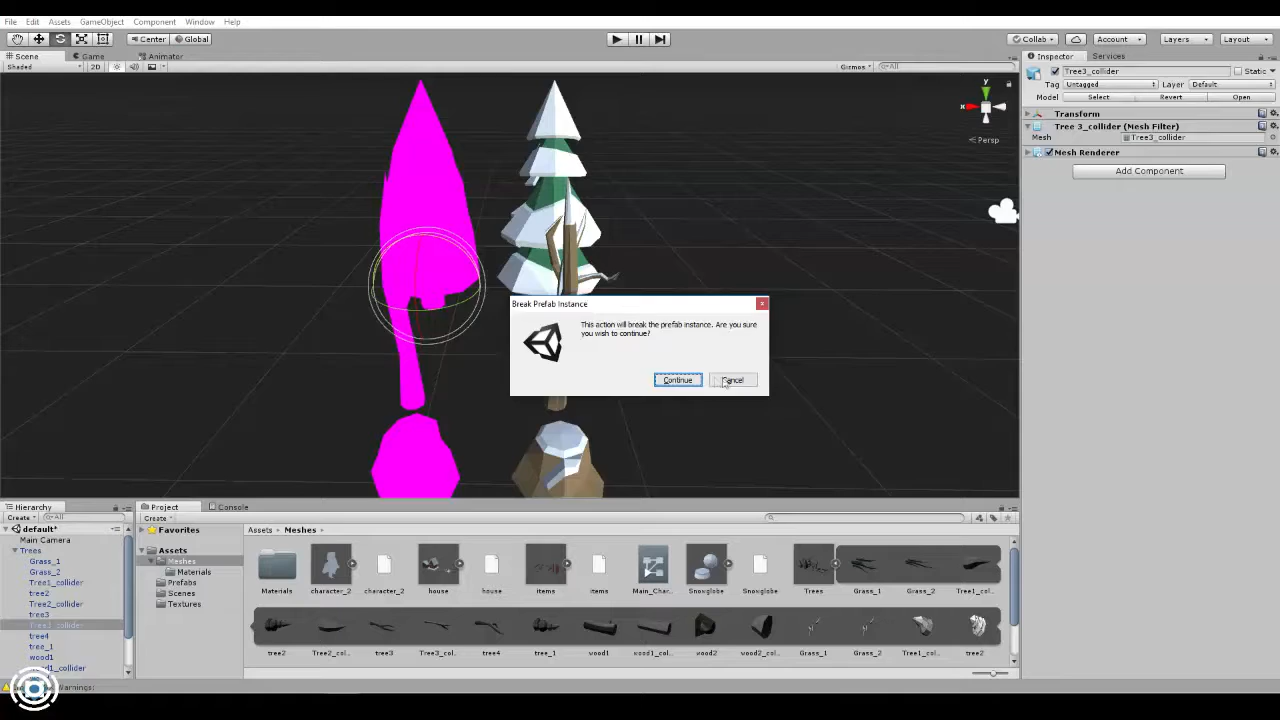 File Edit Assets GameObject Component Window Help
Center Global Collab Account Layers Layout
Scene Game Animator Inspector Services
Shaded 2D Gizmos All
Tree3_collider Static
Tag Untagged Layer Default
Model Select Revert Open
Transform
Tree 3_collider (Mesh Filter)
Mesh Tree3_collider
Mesh Renderer
Add Component
y
x
Persp
Break Prefab Instance
This action will break the prefab instance. Are you sure
you wish to continue?
Continue Cancel
Hierarchy Project Console
Create All Create
default* Favorites Assets Meshes
Main Camera
Trees Assets
Grass_1 Meshes
Grass_2 Materials
Tree1_collider Prefabs
tree2 Scenes
Tree2_collider Textures
tree3
Tree3_collider
tree4
tree_1
wood1
Materials character_2 character_2 house house items items Main_Char... Snowglobe Snowglobe Trees Grass_1 Grass_2 Tree1_col...
tree2 Tree2_col... tree3 Tree3_col... tree4 tree_1 wood1 wood1_col... wood2 wood2_col... Grass_1 Grass_2 Tree1_col... tree2
Warnings: